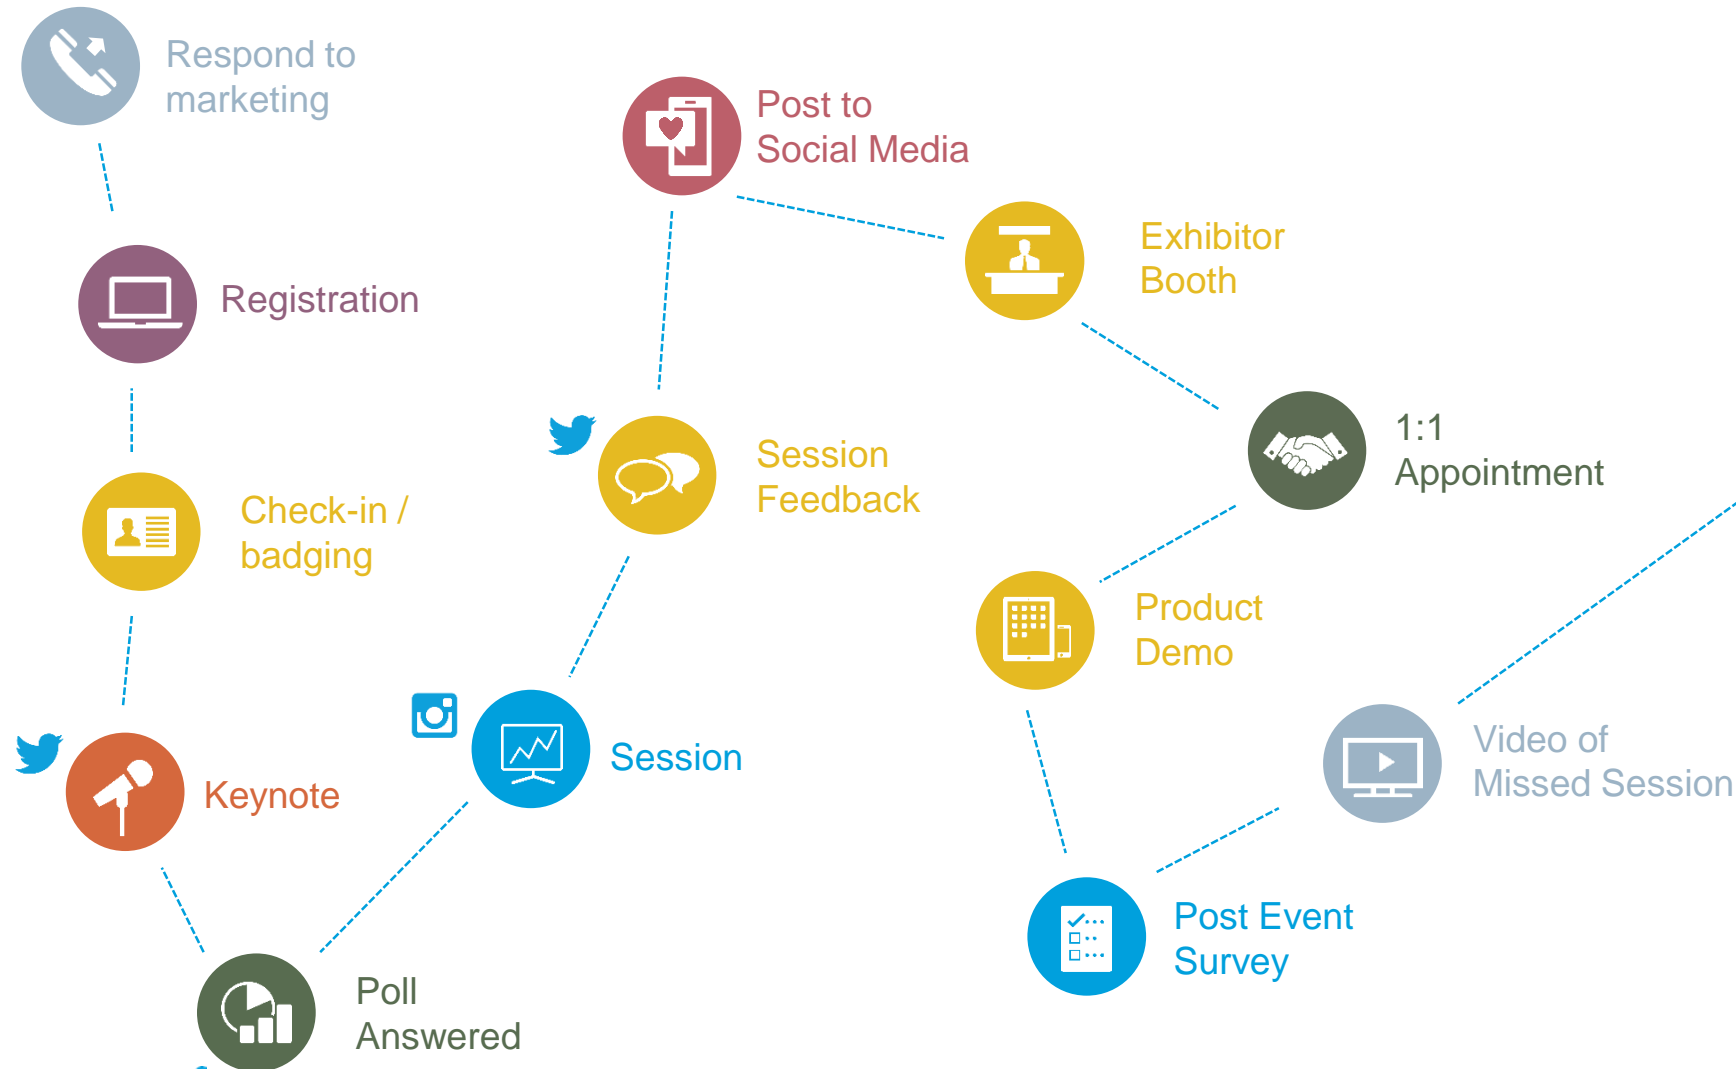 Respond to
marketing
Registration
Check-in /
badging
Keynote
Poll
Answered
Session
Session
Feedback
Post to
Social Media
Exhibitor
Booth
1:1
Appointment
Product
Demo
Post Event
Survey
Video of
Missed Session